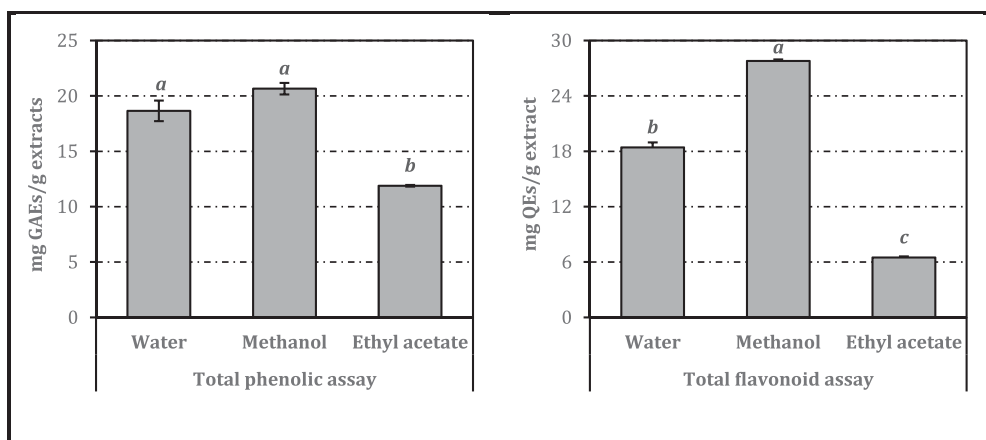 mg GAEs/g extracts
25
20
15
10
5
0
a
a
b
Water
Methanol
Ethyl acetate
Total phenolic assay
mg QEs/g extract
30
24
18
12
6
0
b
a
c
Water
Methanol
Ethyl acetate
Total flavonoid assay